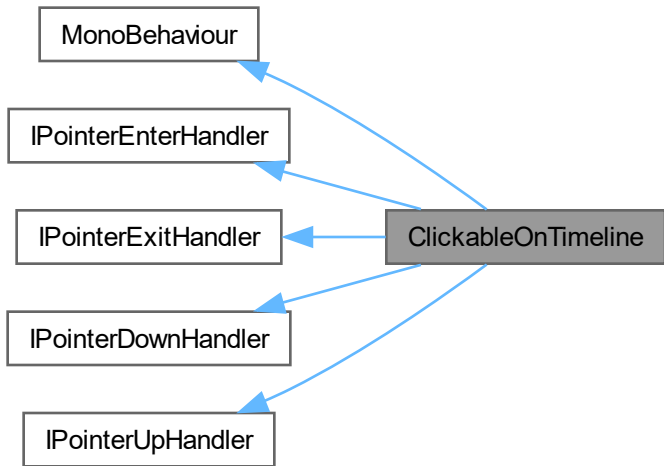 MonoBehaviour
IPointerEnterHandler
IPointerExitHandler
ClickableOnTimeline
IPointerDownHandler
IPointerUpHandler